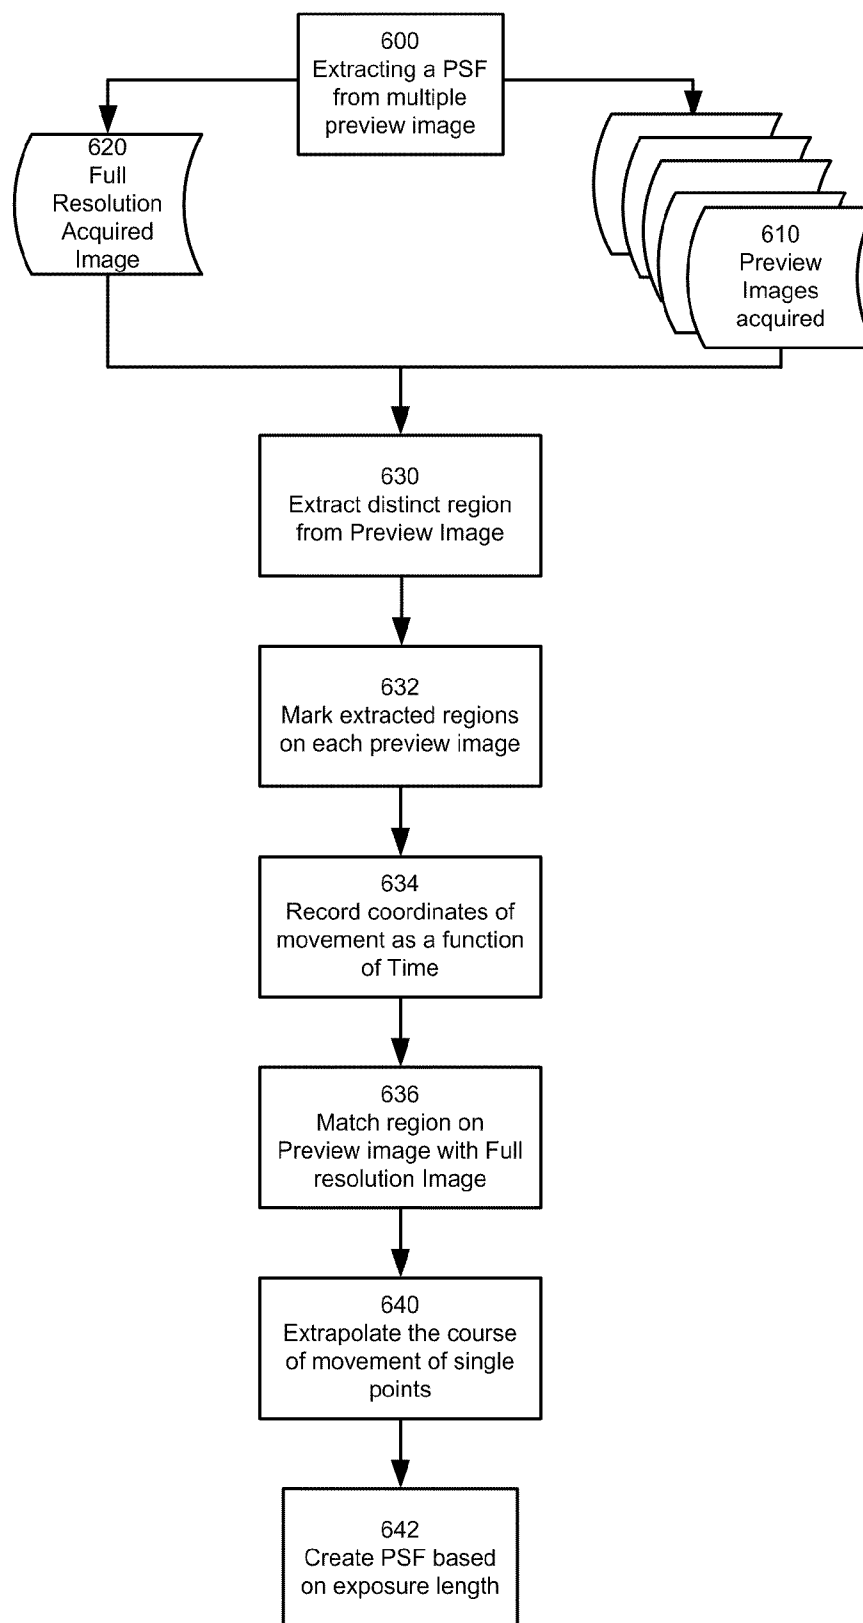 600
Extracting a PSF
from multiple
preview image
620
Full
Resolution
Acquired
Image
610
Preview
Images
acquired
630
Extract distinct region
from Preview Image
632
Mark extracted regions
on each preview image
634
Record coordinates of
movement as a function
of Time
636
Match region on
Preview image with Full
resolution Image
640
Extrapolate the course
of movement of single
points
642
Create PSF based
on exposure length